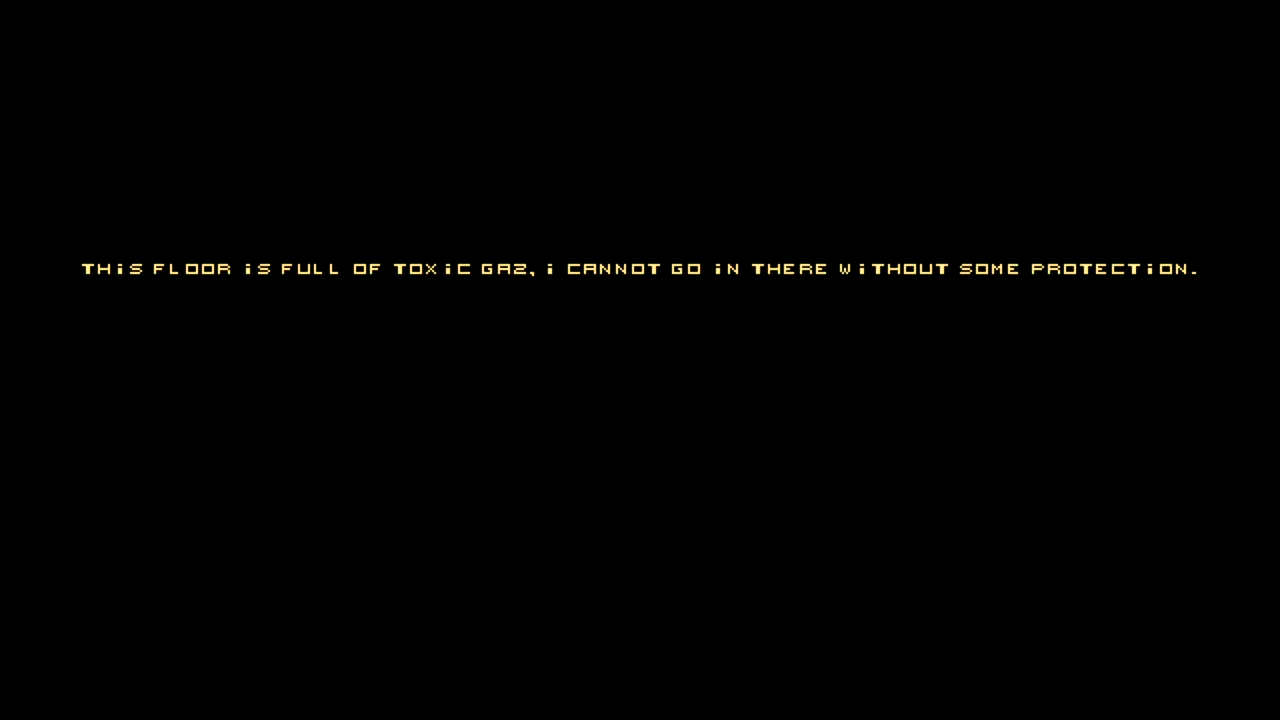 THiS FLOOR iS FULL OF TOXiC GAZ, i CANNOT GO iN THERE WiTHOUT SOME PROTECTiON.